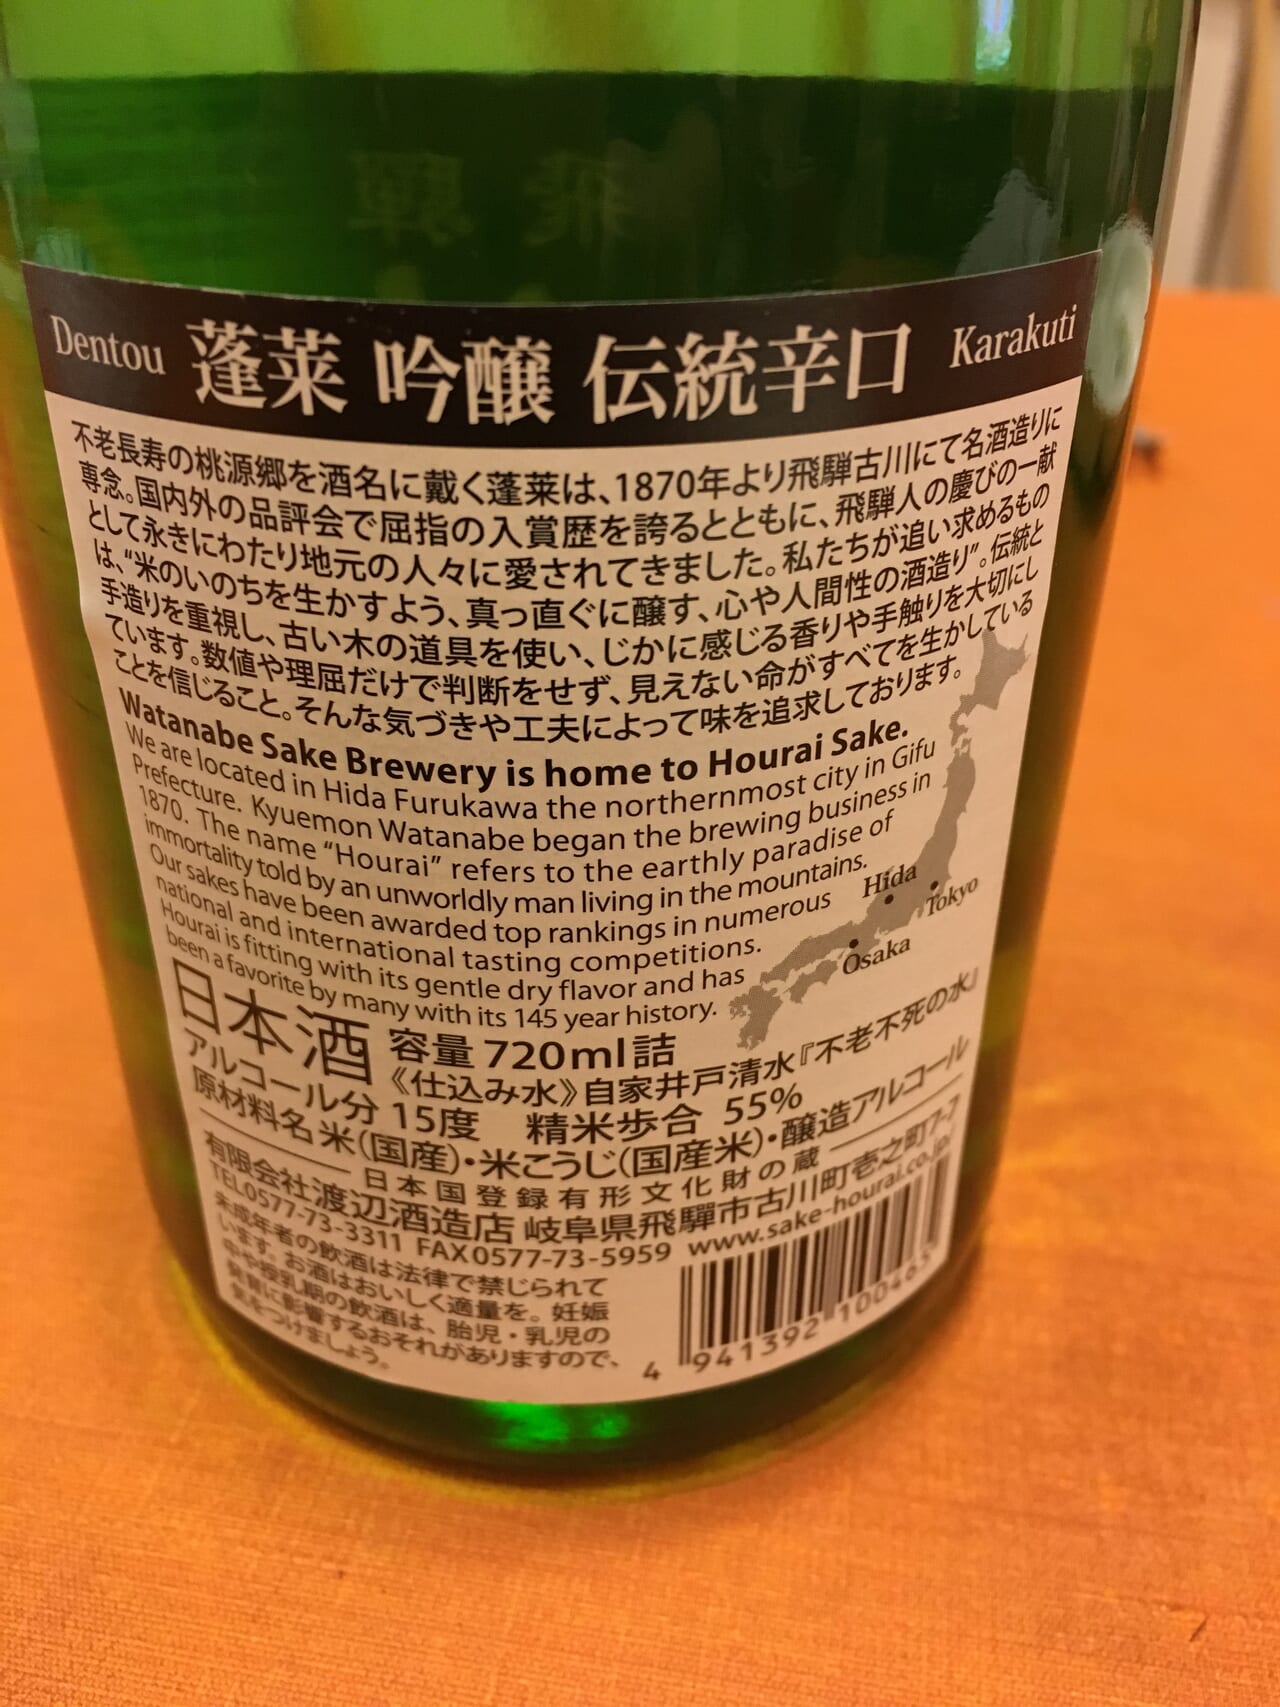 飛騨
Dentou 蓬莱 吟醸 伝統辛口 Karakuti
不老長寿の桃源郷を酒名に戴く蓬莱は、1870年より飛騨古川にて名酒造りに
専念。国内外の品評会で屈指の入賞歴を誇るとともに、飛騨人の慶びの一献
として永きにわたり地元の人々に愛されてきました。私たちが追い求めるもの
は、“米のいのちを生かすよう、真っ直ぐに醸す、心や人間性の酒造り”。伝統と
手造りを重視し、古い木の道具を使い、じかに感じる香りや手触りを大切にし
ています。数値や理屈だけで判断をせず、見えない命がすべてを生かしている
ことを信じること。そんな気づきや工夫によって味を追求しております。
Watanabe Sake Brewery is home to Hourai Sake.
We are located in Hida Furukawa the northernmost city in Gifu
Prefecture. Kyuemon Watanabe began the brewing business in
1870. The name “Hourai” refers to the earthly paradise of
immortality told by an unworldly man living in the mountains.
Our sakes have been awarded top rankings in numerous
national and international tasting competitions.
Hourai is fitting with its gentle dry flavor and has
been a favorite by many with its 145 year history.
Hida
Tokyo
Osaka
日本酒 容量 720ml詰
《仕込み水》自家井戸清水『不老不死の水』
アルコール分 15度 精米歩合 55%
原材料名 米(国産)・米こうじ(国産米)・醸造アルコール
日本国登録有形文化財の蔵
有限会社渡辺酒造店 岐阜県飛騨市古川町壱之町7-7
TEL0577-73-3311 FAX0577-73-5959 www.sake-hourai.co.jp/
未成年者の飲酒は法律で禁じられて
います。お酒はおいしく適量を。妊娠
中や授乳期の飲酒は、胎児・乳児の
発育に影響するおそれがありますので、
気をつけましょう。
4 941392 100465